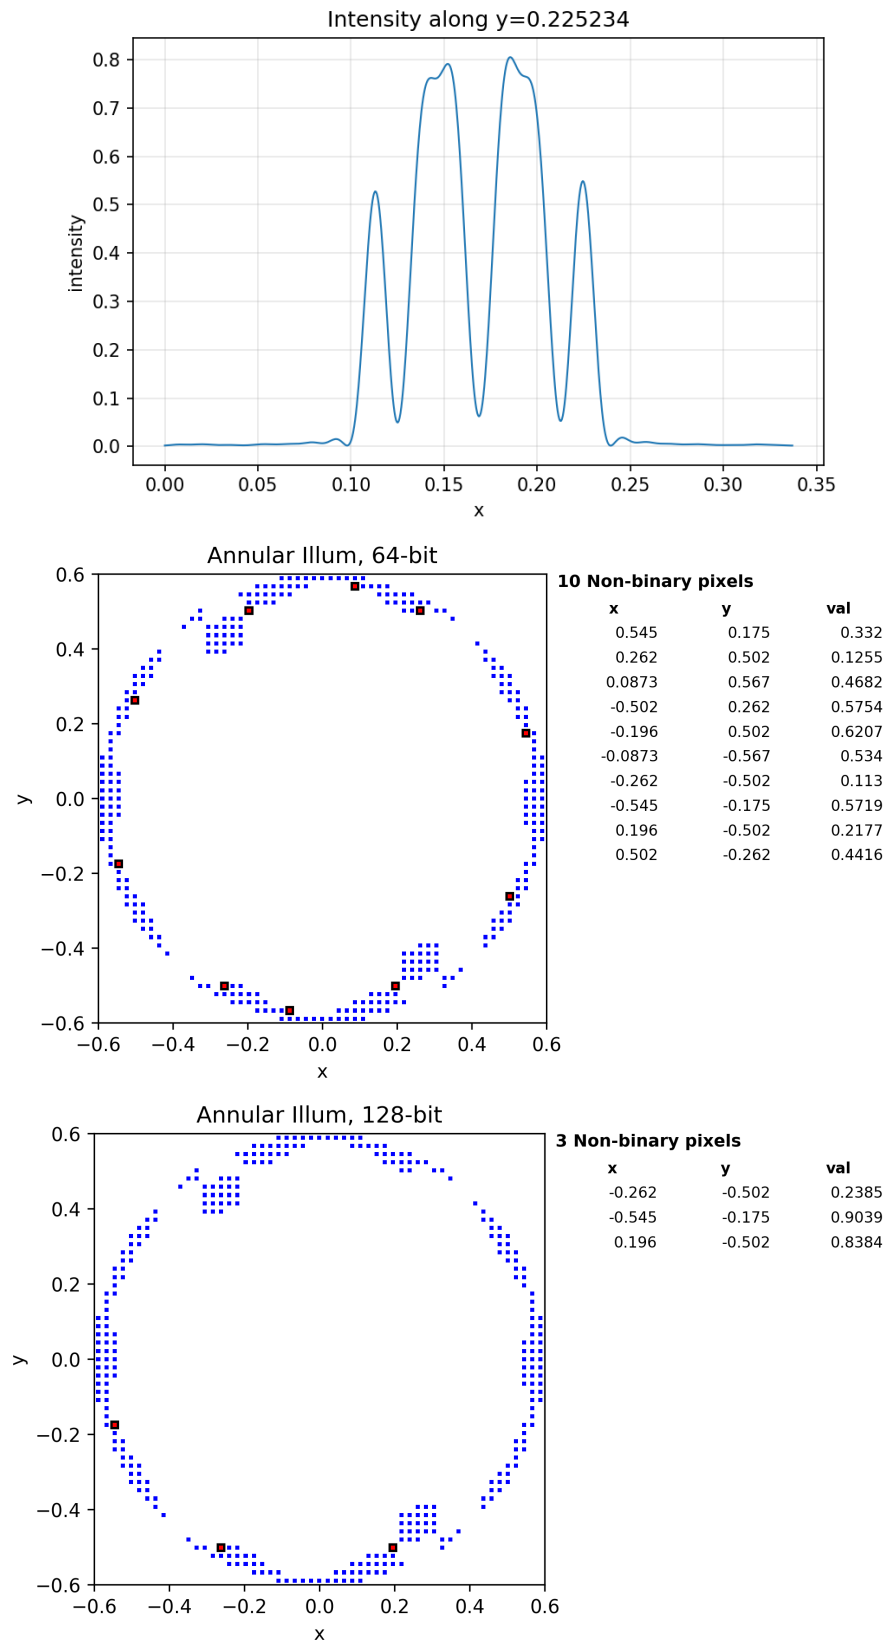 Intensity along y=0.225234
0.8
0.7
0.6
0.5
0.4
0.3
0.2
0.1
0.0
intensity
0.00 0.05 0.10 0.15 0.20 0.25 0.30 0.35
x
Annular Illum, 64-bit
0.6
0.4
0.2
0.0
−0.2
−0.4
−0.6
y
−0.6 −0.4 −0.2 0.0 0.2 0.4 0.6
x
10 Non-binary pixels
x y val
0.545 0.175 0.332
0.262 0.502 0.1255
0.0873 0.567 0.4682
-0.502 0.262 0.5754
-0.196 0.502 0.6207
-0.0873 -0.567 0.534
-0.262 -0.502 0.113
-0.545 -0.175 0.5719
0.196 -0.502 0.2177
0.502 -0.262 0.4416
Annular Illum, 128-bit
0.6
0.4
0.2
0.0
−0.2
−0.4
−0.6
y
−0.6 −0.4 −0.2 0.0 0.2 0.4 0.6
x
3 Non-binary pixels
x y val
-0.262 -0.502 0.2385
-0.545 -0.175 0.9039
0.196 -0.502 0.8384